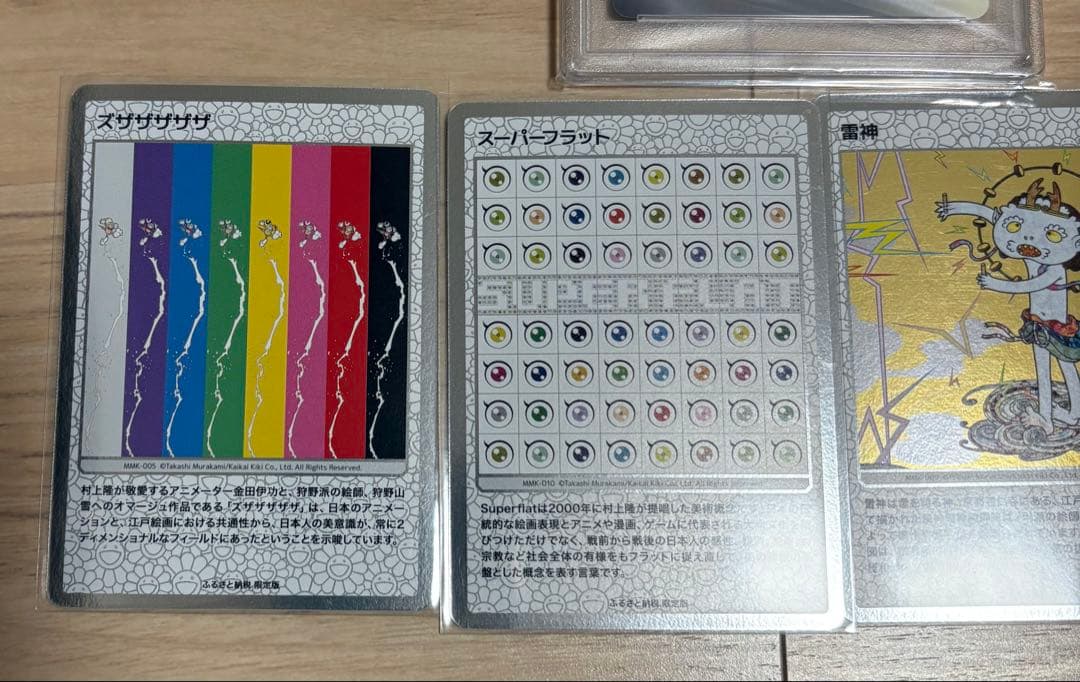 ズザザザザザ
MMK-005 ©Takashi Murakami/Kaikai Kiki Co., Ltd. All Rights Reserved.
村上隆が敬愛するアニメーター金田伊功と、狩野派の絵師、狩野山
雪へのオマージュ作品である「ズザザザザザ」は、日本のアニメー
ションと、江戸絵画における共通性から、日本人の美意識が、常に2
ディメンショナルなフィールドにあったということを示唆しています。
ふるさと納税 限定版
スーパーフラット
SUPERFLAT
MMK-010 ©Takashi Murakami/Kaikai Kiki Co., Ltd. All Rights Reserved.
Superflatは2000年に村上隆が提唱した美術
統的な絵画表現とアニメや漫画、ゲームに代表される
びつけただけでなく、戦前から戦後の日本人の感性、
宗教など社会全体の有様をもフラットに捉え直し
盤とした概念を表す言葉です。
ふるさと納税 限定版
雷神
雷神は雷を